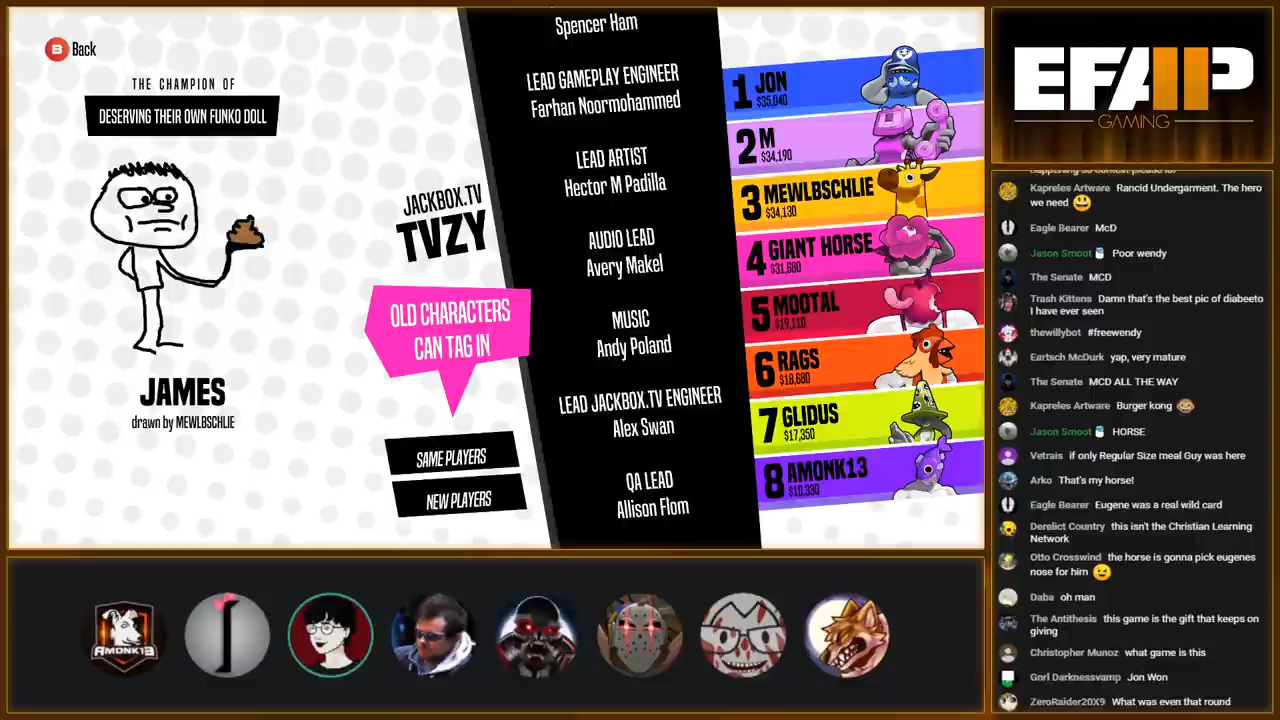 B Back
THE CHAMPION OF
DESERVING THEIR OWN FUNKO DOLL
JAMES
drawn by MEWLBSCHLIE
JACKBOX.TV
TVZY
OLD CHARACTERS
CAN TAG IN
SAME PLAYERS
NEW PLAYERS
Spencer Ham
LEAD GAMEPLAY ENGINEER
Farhan Noormohammed
LEAD ARTIST
Hector M Padilla
AUDIO LEAD
Avery Makel
MUSIC
Andy Poland
LEAD JACKBOX.TV ENGINEER
Alex Swan
QA LEAD
Allison Flom
1 JON
$35,040
2 M
$34,190
3 MEWLBSCHLIE
$34,130
4 GIANT HORSE
$31,680
5 MOOTAL
$19,110
6 RAGS
$18,680
7 GLIDUS
$17,350
8 AMONK13
$10,330
AMONK13
EFAP
GAMING
Kapreles Artware Rancid Undergarment. The hero
we need
Eagle Bearer McD
Jason Smoot Poor wendy
The Senate MCD
Trash Kittens Damn that's the best pic of diabeeto
I have ever seen
thewillybot #freewendy
Eartsch McDurk yap, very mature
The Senate MCD ALL THE WAY
Kapreles Artware Burger kong
Jason Smoot HORSE
Vetrais if only Regular Size meal Guy was here
Arko That's my horse!
Eagle Bearer Eugene was a real wild card
Derelict Country this isn't the Christian Learning
Network
Otto Crosswind the horse is gonna pick eugenes
nose for him
Daba oh man
The Antithesis this game is the gift that keeps on
giving
Christopher Munoz what game is this
Gnrl Darknessvamp Jon Won
ZeroRaider20X9 What was even that round